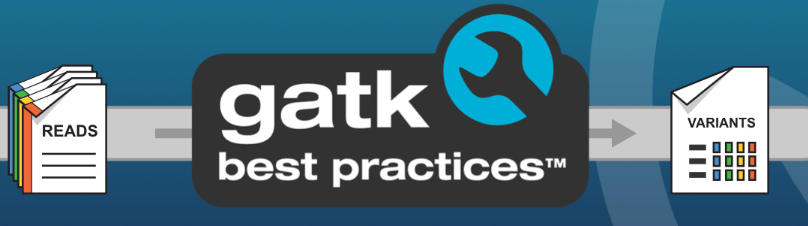 READS
gatk
best practices™
VARIANTS